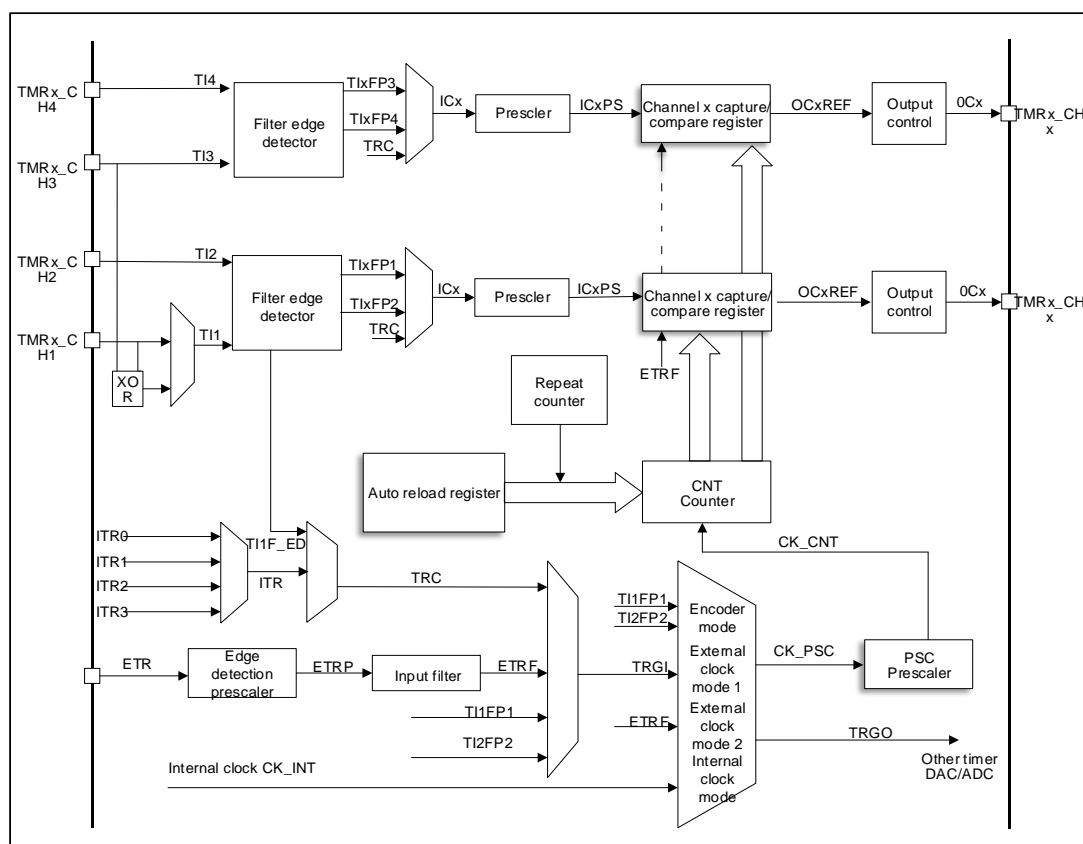 TMRx_C
H4
TI4
Filter edge
detector
TIxFP3
TIxFP4
TRC
ICx
Prescler
ICxPS
Channel x capture/
compare register
OCxREF
Output
control
0Cx
TMRx_CH
x
TMRx_C
H3
TI3
TMRx_C
H2
TI2
Filter edge
detector
TIxFP1
TIxFP2
TRC
ICx
Prescler
ICxPS
Channel x capture/
compare register
OCxREF
Output
control
0Cx
TMRx_CH
x
TMRx_C
H1
TI1
XO
R
ETRF
Repeat
counter
Auto reload register
CNT
Counter
CK_CNT
ITR0
ITR1
ITR2
ITR3
TI1F_ED
ITR
TRC
TI1FP1
TI2FP2
Encoder
mode
External
clock
mode 1
External
clock
mode 2
Internal
clock
mode
CK_PSC
PSC
Prescaler
ETR
Edge
detection
prescaler
ETRP
Input filter
ETRF
TRGI
TI1FP1
ETRF
TI2FP2
TRGO
Other timer
DAC/ADC
Internal clock CK_INT